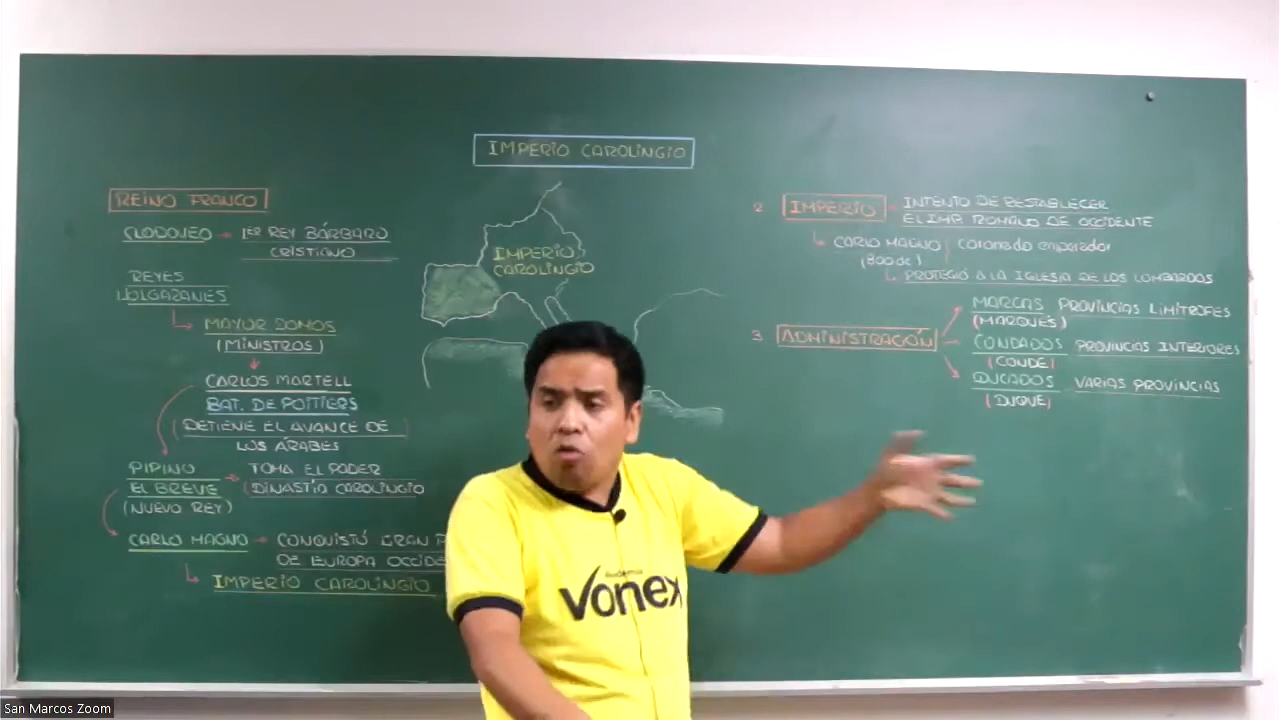 IMPERIO CAROLINGIO
REINO FRANCO
CLODOVEO → 1ER REY BÁRBARO
CRISTIANO
REYES
HOLGAZANES
MAYOR DOMOS
(MINISTROS)
CARLOS MARTELL
BAT. DE POITIERS
(DETIENE EL AVANCE DE
LOS ÁRABES
PIPINO → TOMA EL PODER
EL BREVE (DINASTÍA CAROLINGIO
(NUEVO REY)
CARLO MAGNO → CONQUISTÓ GRAN P
DE EUROPA OCCIDE
IMPERIO CAROLINGIO
IMPERIO
CAROLINGIO
2 IMPERIO INTENTO DE RESTABLECER
EL IMP. ROMANO DE OCCIDENTE
CARLO MAGNO coronado emperador
(800 dc)
PROTEGIÓ A LA IGLESIA DE LOS LOMBARDOS
3 ADMINISTRACIÓN
MARCAS PROVINCIAS LIMÍTROFES
(MARQUÉS)
CONDADOS PROVINCIAS INTERIORES
(CONDE)
DUCADOS VARIAS PROVINCIAS
(DUQUE)
Vonex
San Marcos Zoom